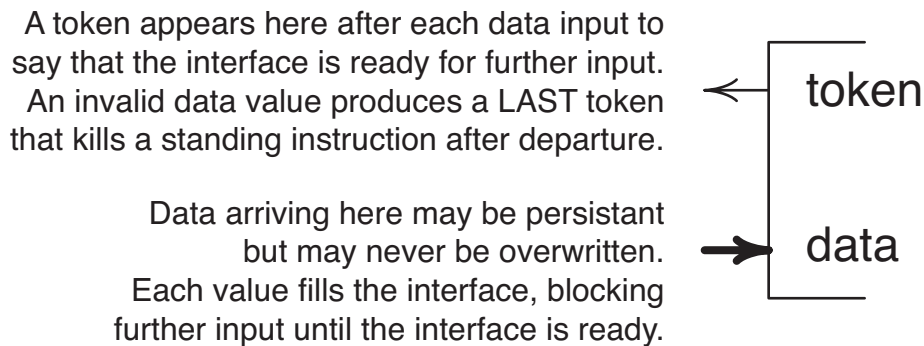 A token appears here after each data input to
say that the interface is ready for further input.
An invalid data value produces a LAST token
that kills a standing instruction after departure.
token
Data arriving here may be persistant
but may never be overwritten.
Each value fills the interface, blocking
further input until the interface is ready.
data